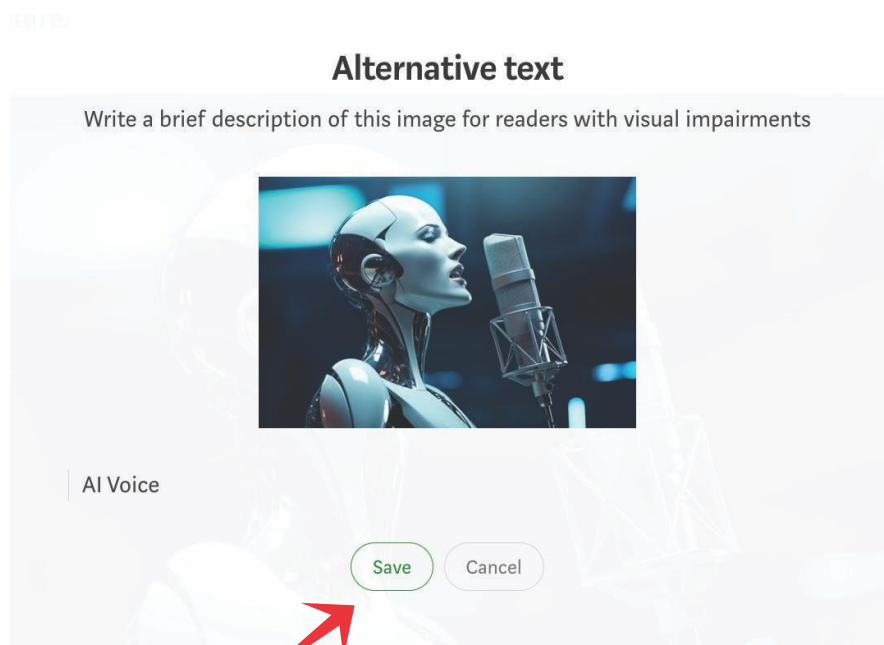 Alternative text
Write a brief description of this image for readers with visual impairments
AI Voice
Save
Cancel